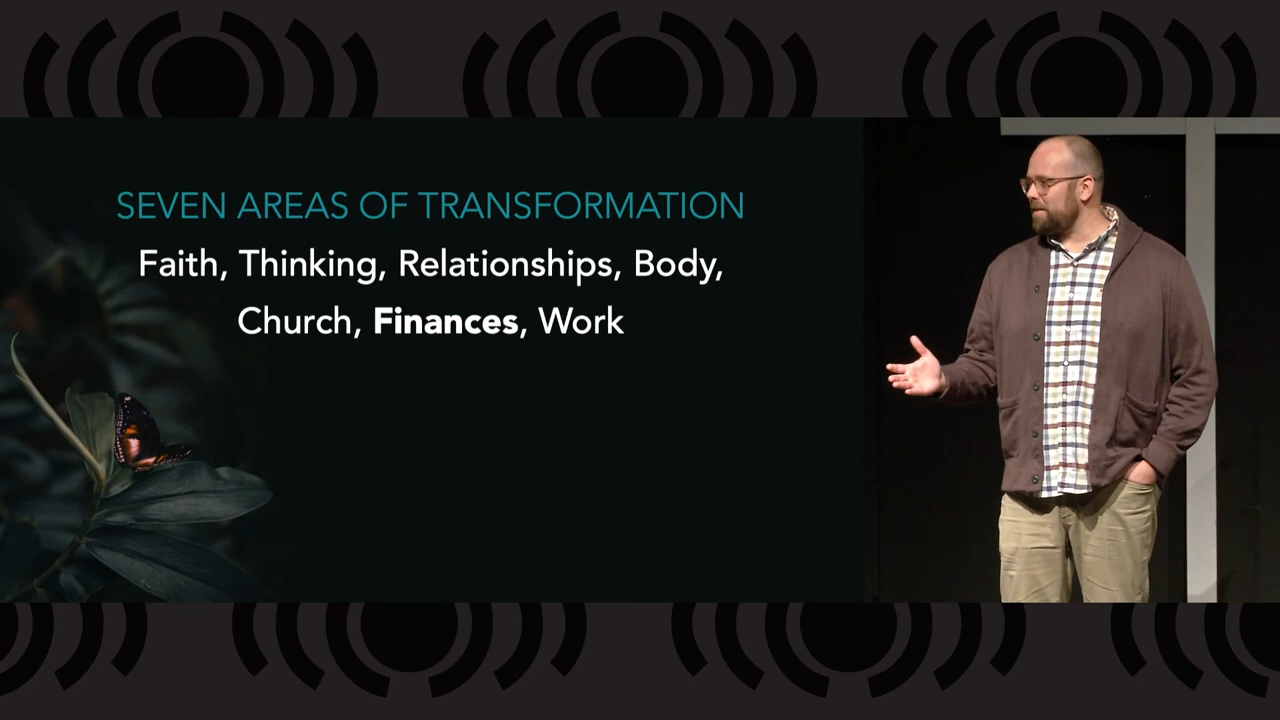 SEVEN AREAS OF TRANSFORMATION
Faith, Thinking, Relationships, Body,
Church, Finances, Work